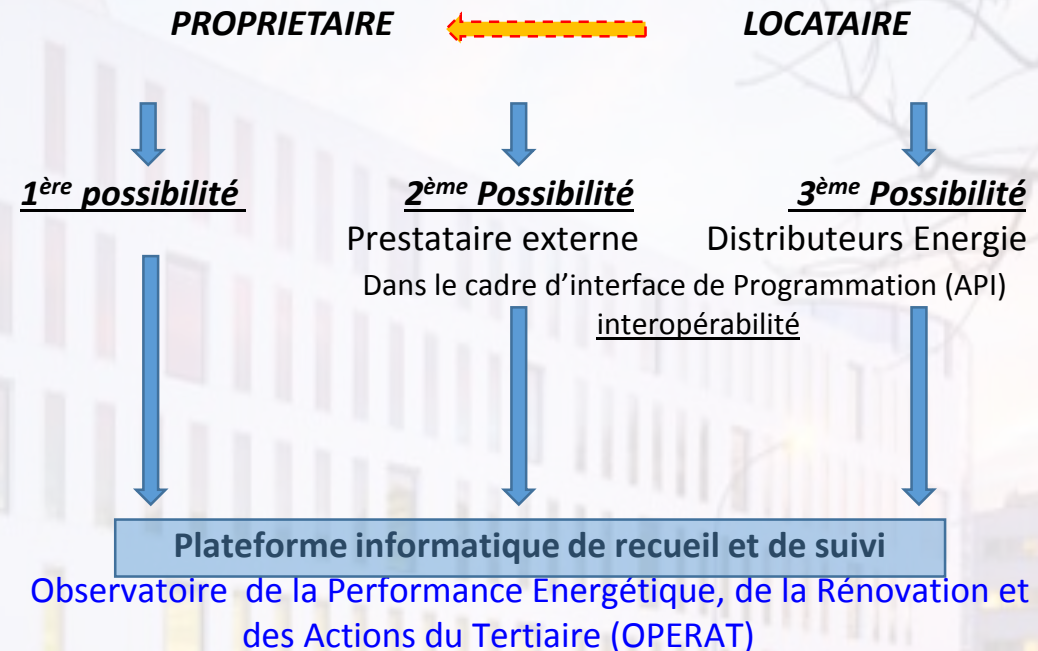 PROPRIETAIRE LOCATAIRE
1ère possibilité 2ème Possibilité 3ème Possibilité
Prestataire externe Distributeurs Energie
Dans le cadre d’interface de Programmation (API)
interopérabilité
Plateforme informatique de recueil et de suivi
Observatoire de la Performance Energétique, de la Rénovation et
des Actions du Tertiaire (OPERAT)